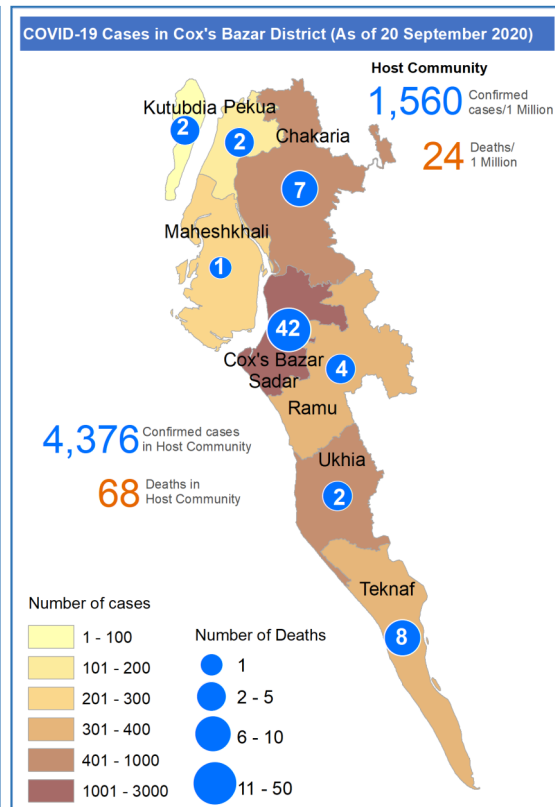 COVID-19 Cases in Cox's Bazar District (As of 20 September 2020)
Host Community
1,560 Confirmed cases/1 Million
24 Deaths/ 1 Million
Kutubdia
2
Pekua
2
Chakaria
7
Maheshkhali
1
42
Cox's Bazar
Sadar
4
Ramu
4,376 Confirmed cases in Host Community
68 Deaths in Host Community
Ukhia
2
Teknaf
8
Number of cases
1 - 100
101 - 200
201 - 300
301 - 400
401 - 1000
1001 - 3000
Number of Deaths
1
2 - 5
6 - 10
11 - 50